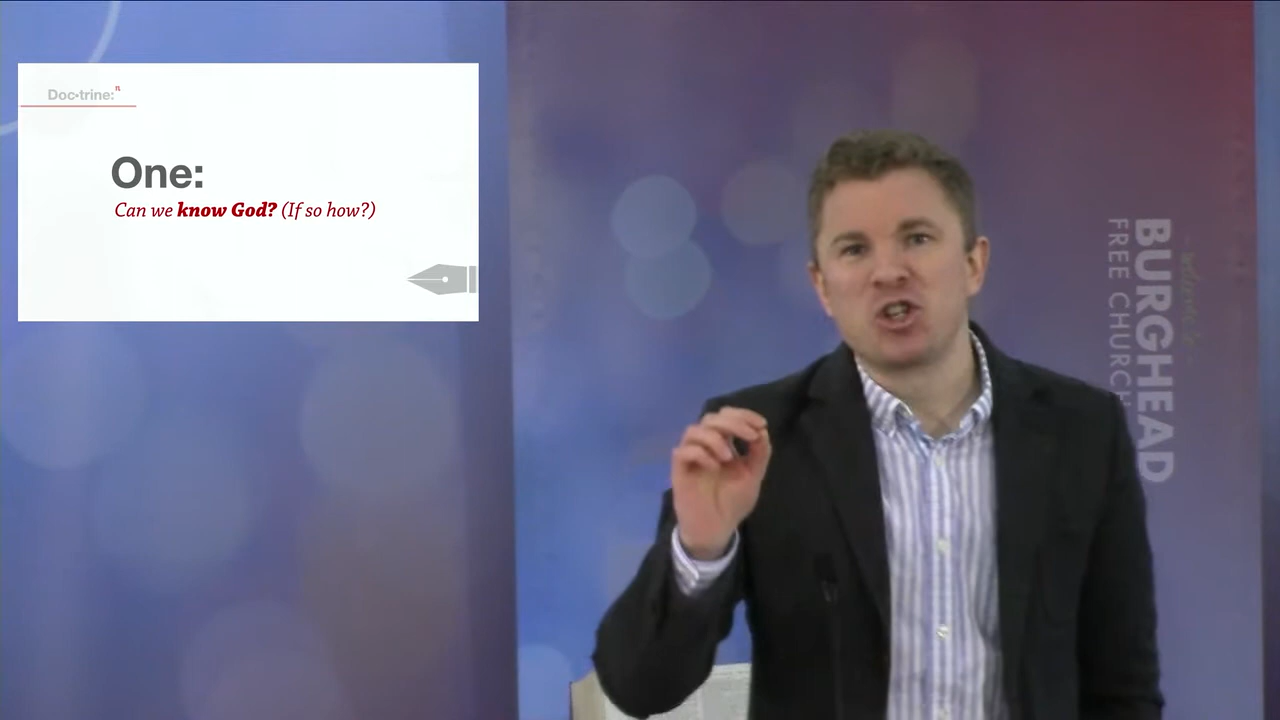 Doc•trine:n
One:
Can we know God? (If so how?)
BURGHEAD
FREE CHURCH